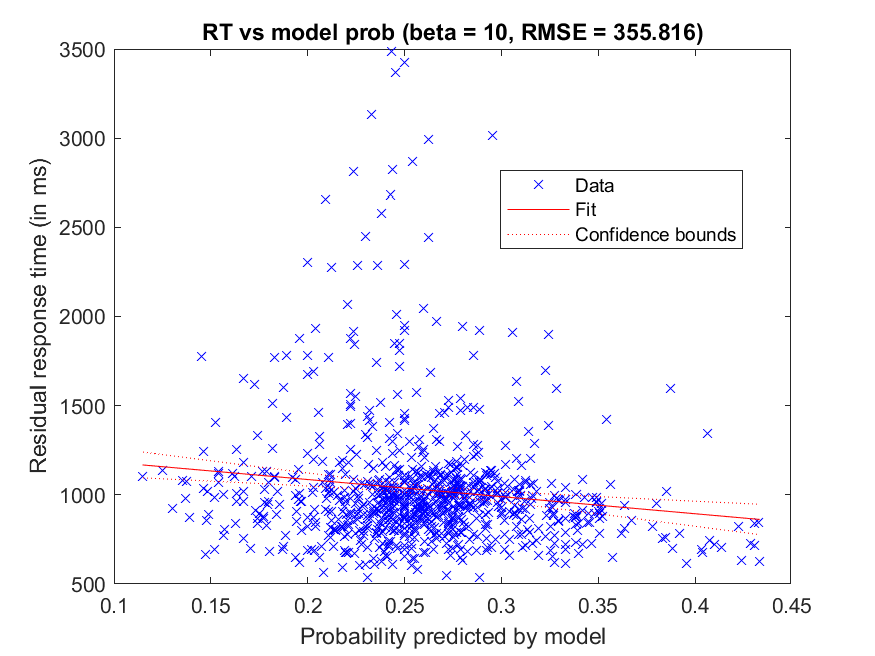 RT vs model prob (beta = 10, RMSE = 355.816)
3500
3000
2500
2000
1500
1000
500
Residual response time (in ms)
Data
Fit
Confidence bounds
0.1 0.15 0.2 0.25 0.3 0.35 0.4 0.45
Probability predicted by model